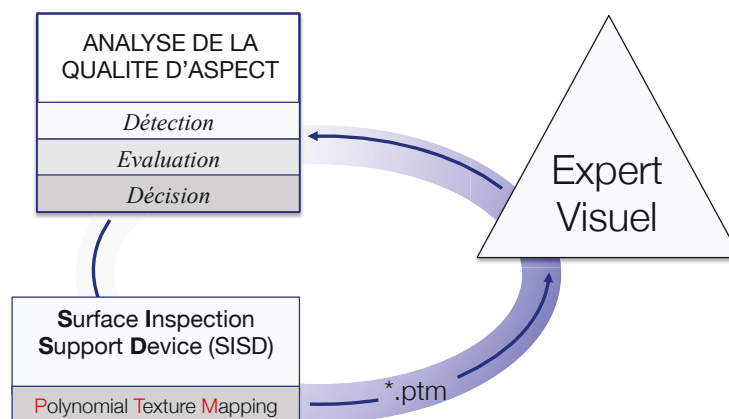 ANALYSE DE LA
QUALITE D'ASPECT
Détection
Evaluation
Décision
Expert
Visuel
Surface Inspection
Support Device (SISD)
*.ptm
Polynomial Texture Mapping